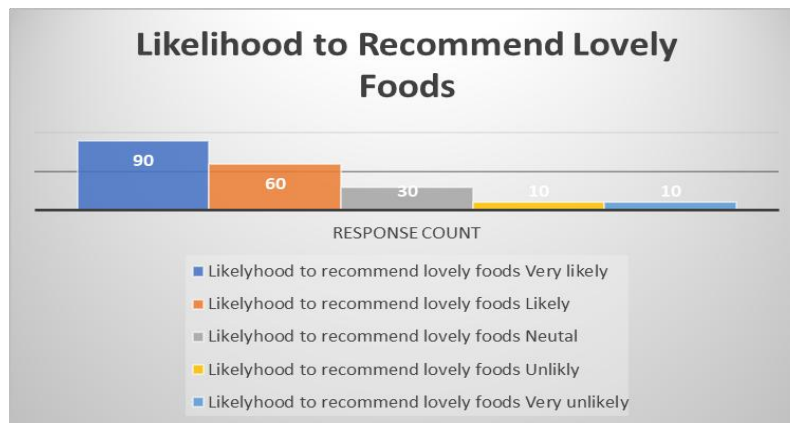 Likelihood to Recommend Lovely
Foods
90
60
30
10
10
RESPONSE COUNT
Likelyhood to recommend lovely foods Very likely
Likelyhood to recommend lovely foods Likely
Likelyhood to recommend lovely foods Neutal
Likelyhood to recommend lovely foods Unlikly
Likelyhood to recommend lovely foods Very unlikely